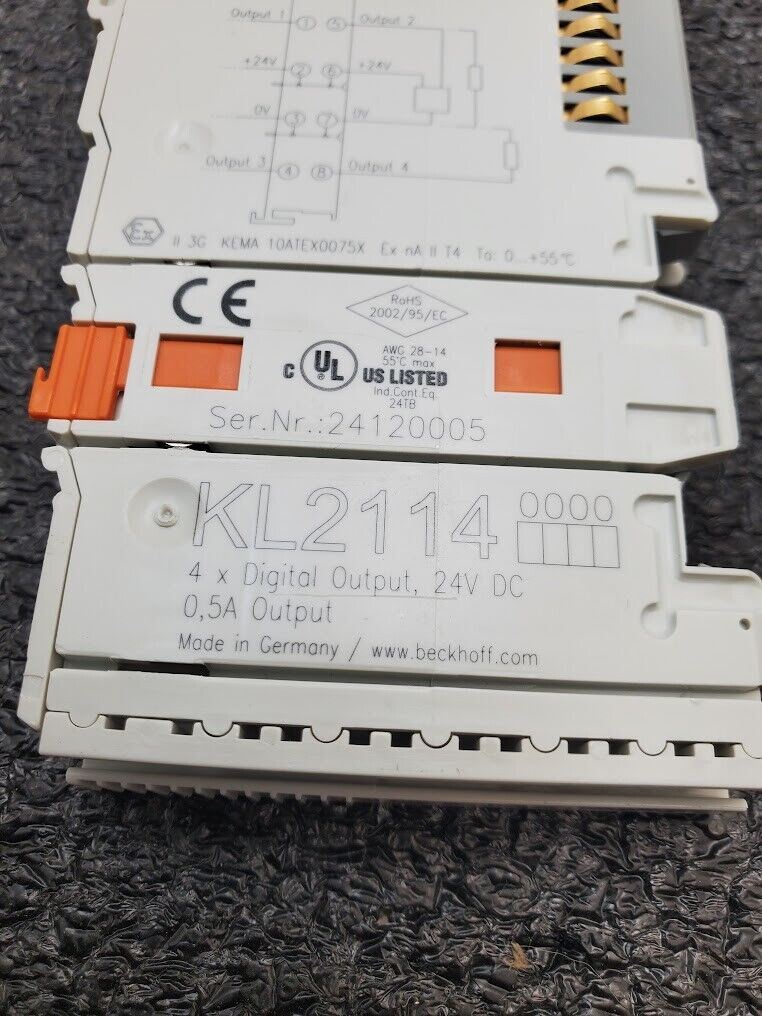 Output 1 1 5 Output 2
+24V 2 6 +24V
0V 3 7 0V
Output 3 4 8 Output 4
Ex II 3G KEMA 10ATEX0075X Ex nA II T4 Ta: 0...+55°C
CE
RoHS
2002/95/EC
c UL ® US LISTED
AWG 28-14
55°C max
Ind.Cont.Eq.
24TB
Ser.Nr.:24120005
KL2114 0000
4 x Digital Output, 24V DC
0,5A Output
Made in Germany / www.beckhoff.com